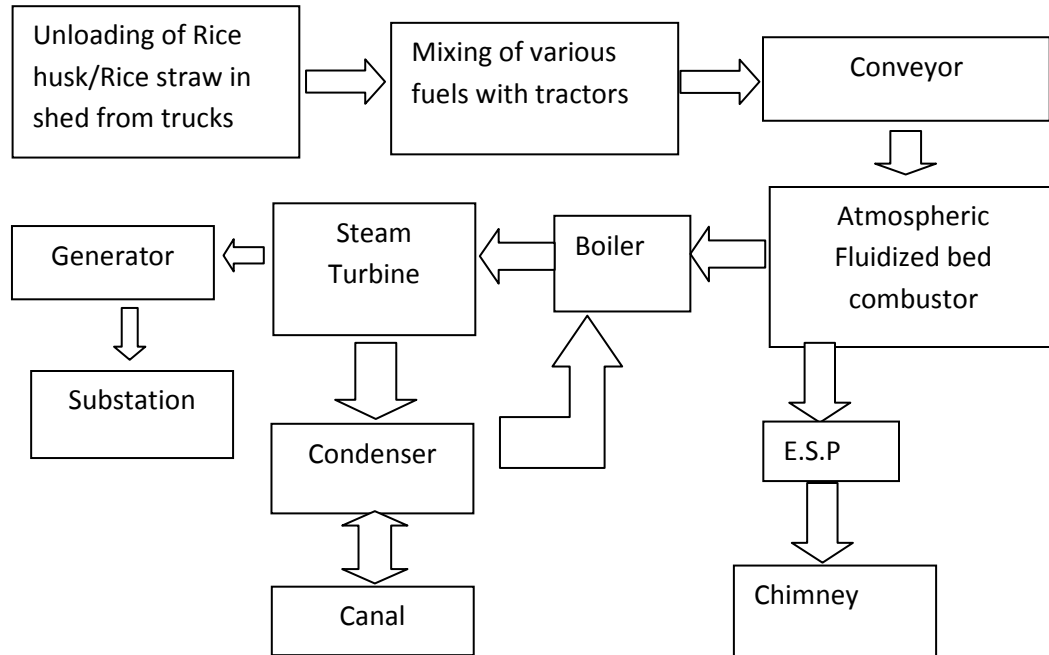 Unloading of Rice
husk/Rice straw in
shed from trucks
Mixing of various
fuels with tractors
Conveyor
Atmospheric
Fluidized bed
combustor
Boiler
Steam
Turbine
Generator
Substation
Condenser
Canal
E.S.P
Chimney